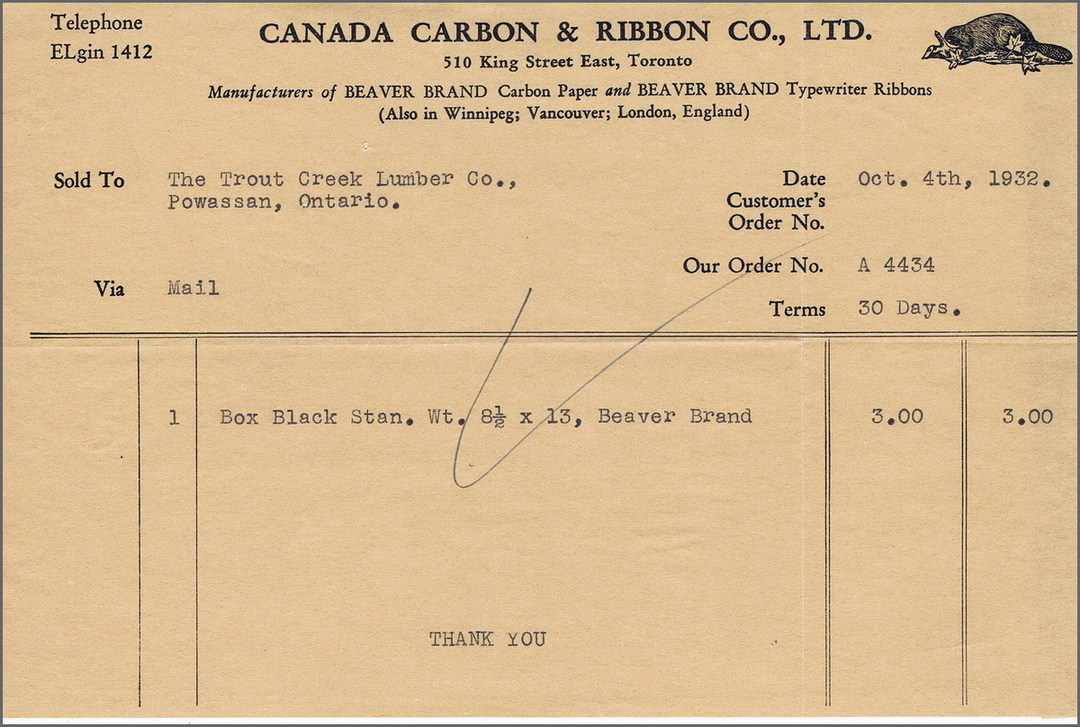 Telephone
ELgin 1412
CANADA CARBON & RIBBON CO., LTD.
510 King Street East, Toronto
Manufacturers of BEAVER BRAND Carbon Paper and BEAVER BRAND Typewriter Ribbons
(Also in Winnipeg; Vancouver; London, England)
Sold To The Trout Creek Lumber Co.,
Powassan, Ontario.
Date Oct. 4th, 1932.
Customer's
Order No.
Our Order No. A 4434
Via Mail
Terms 30 Days.
1 Box Black Stan. Wt. 8½ x 13, Beaver Brand 3.00 3.00
THANK YOU